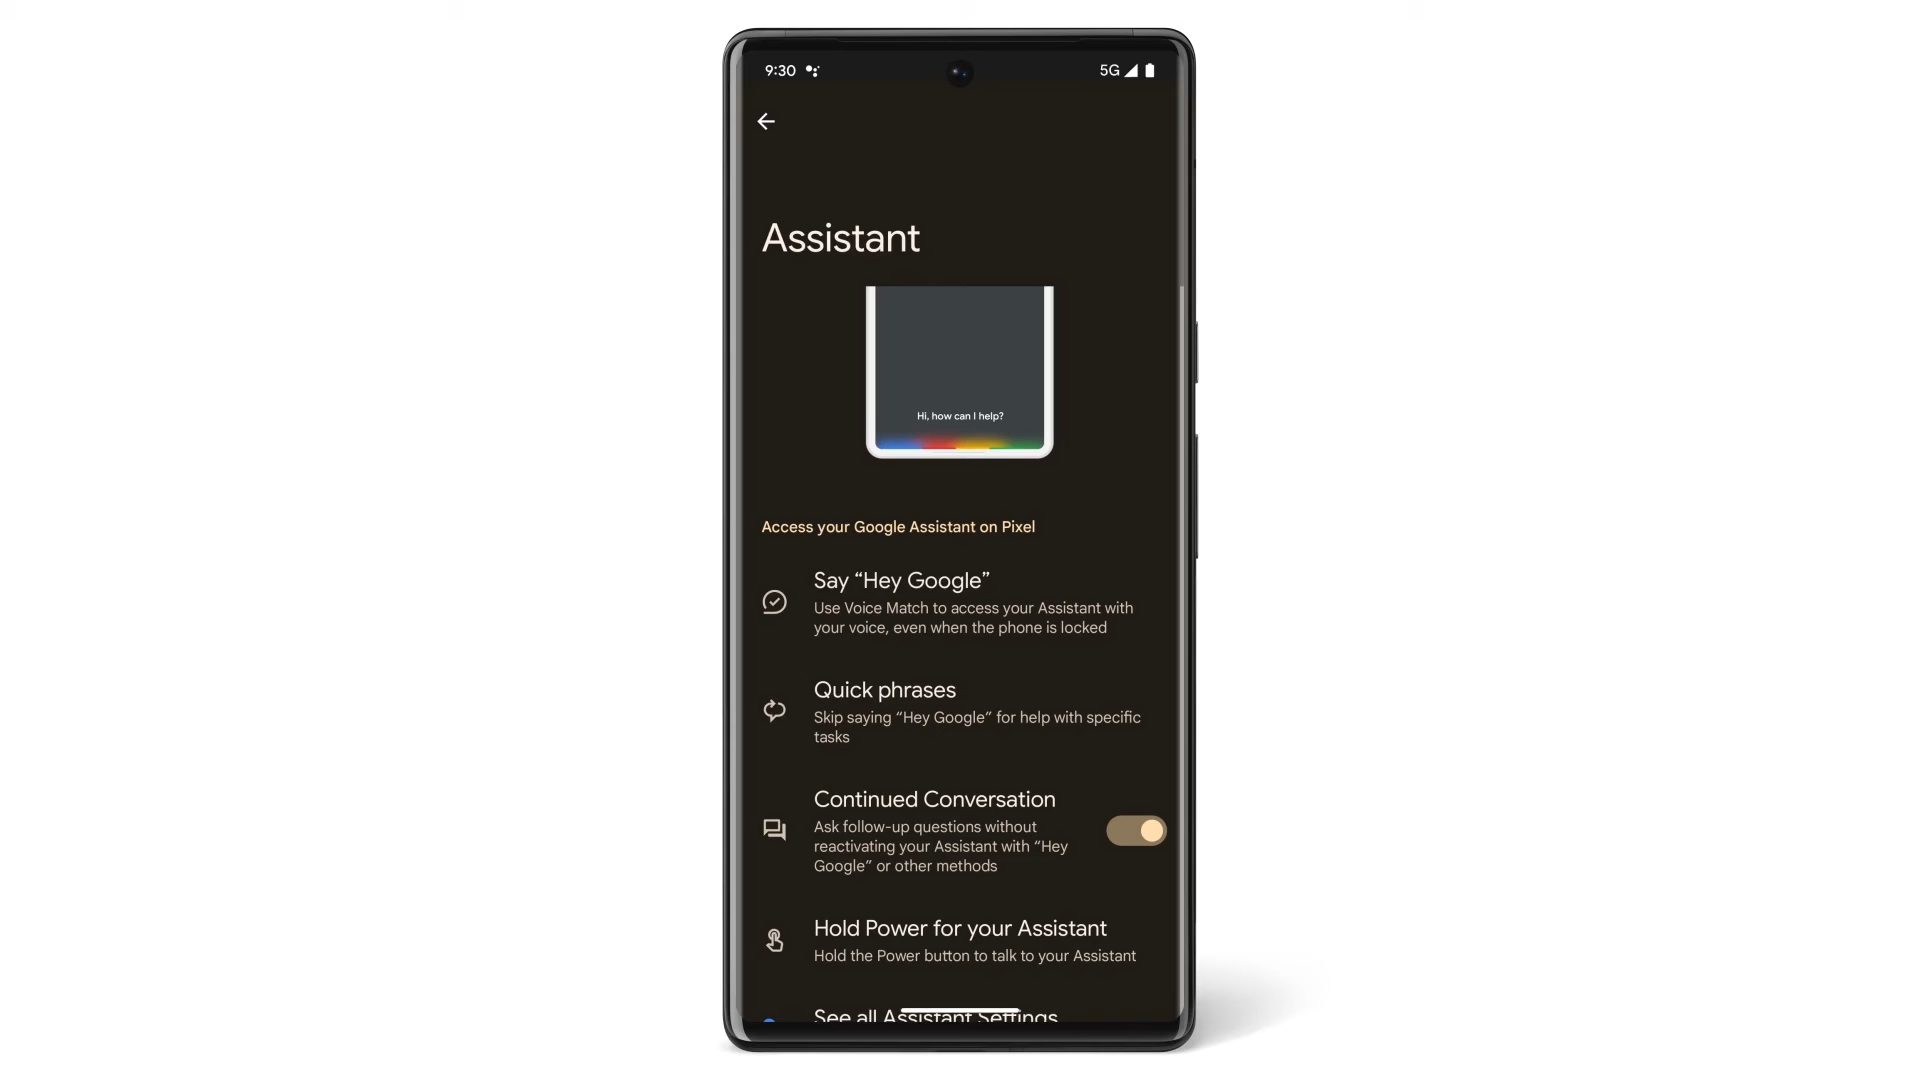 9:30
5G
Assistant
Hi, how can I help?
Access your Google Assistant on Pixel
Say “Hey Google”
Use Voice Match to access your Assistant with
your voice, even when the phone is locked
Quick phrases
Skip saying “Hey Google” for help with specific
tasks
Continued Conversation
Ask follow-up questions without
reactivating your Assistant with “Hey
Google” or other methods
Hold Power for your Assistant
Hold the Power button to talk to your Assistant
See all Assistant Settings